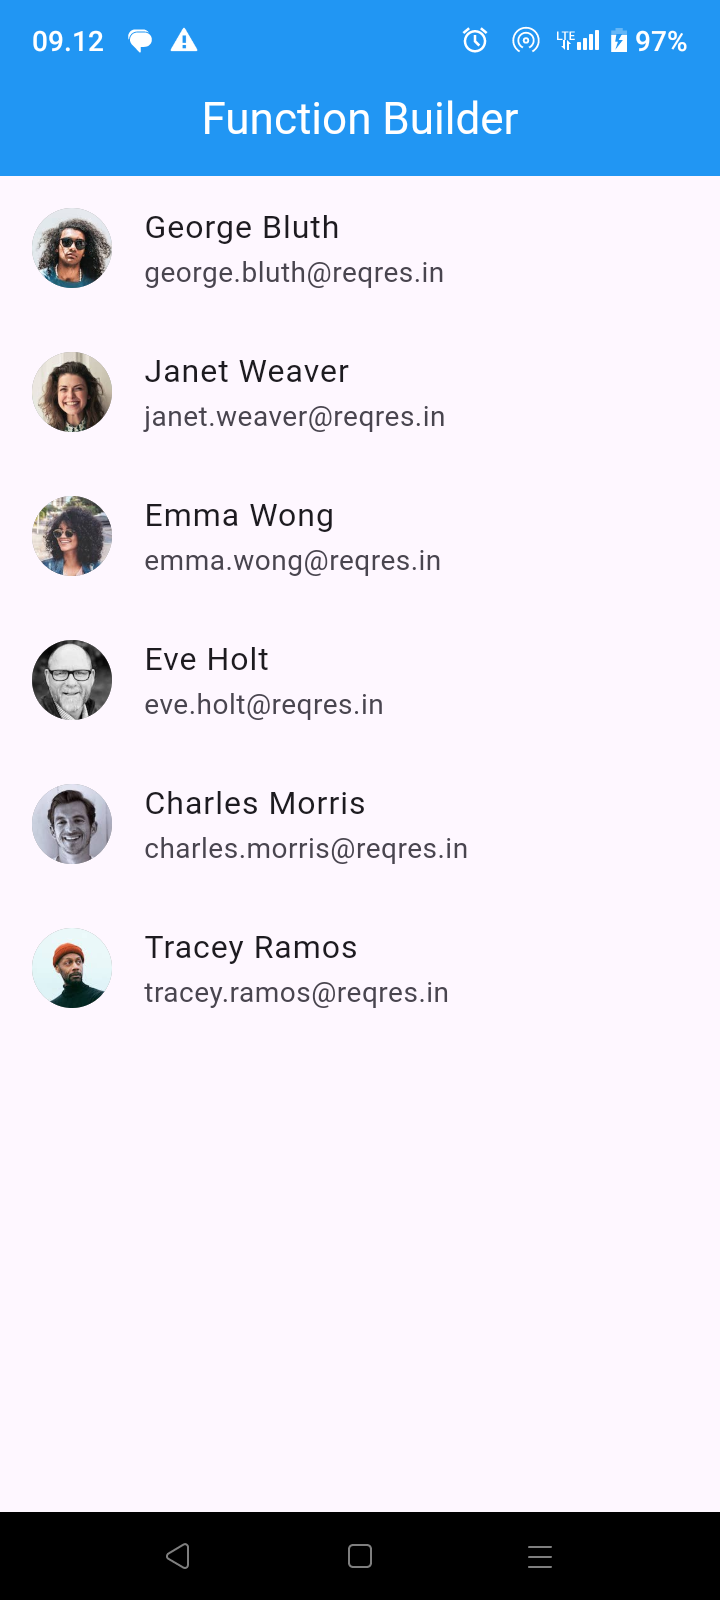 09.12 LTE 97%
Function Builder
George Bluth
george.bluth@reqres.in
Janet Weaver
janet.weaver@reqres.in
Emma Wong
emma.wong@reqres.in
Eve Holt
eve.holt@reqres.in
Charles Morris
charles.morris@reqres.in
Tracey Ramos
tracey.ramos@reqres.in